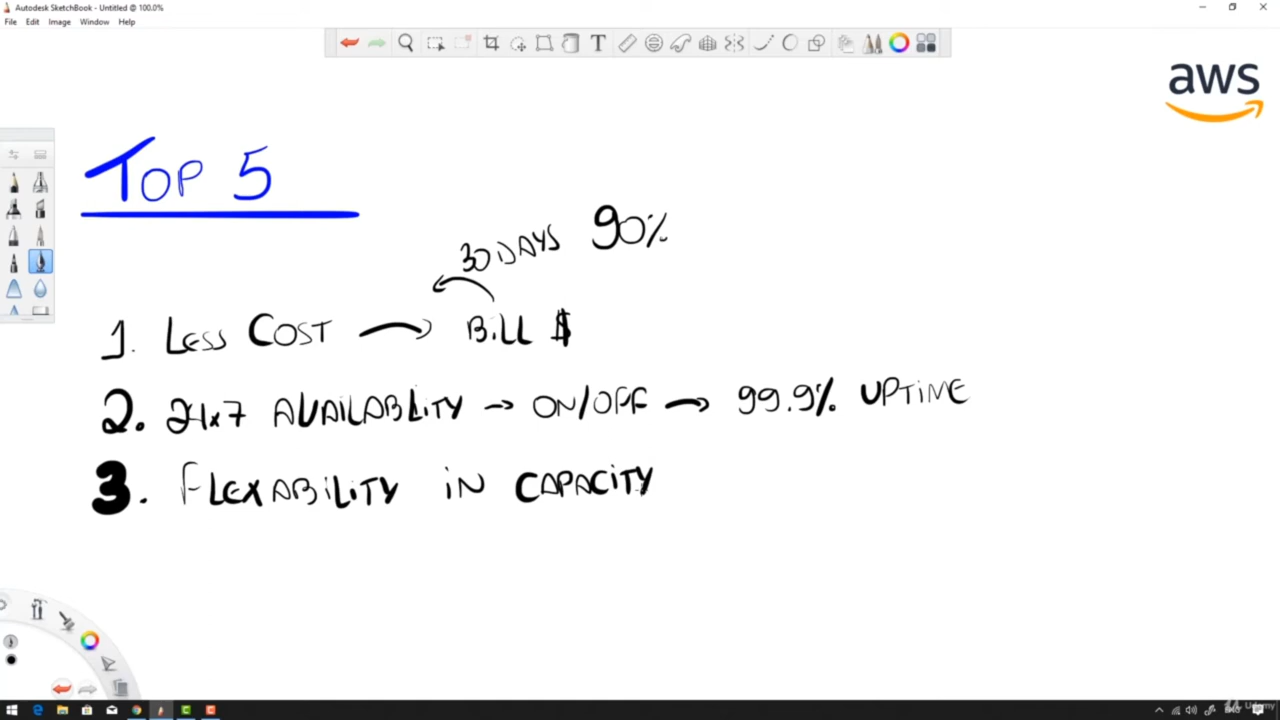 Autodesk SketchBook - Untitled @ 100.0%
File Edit Image Window Help
aws
TOP 5
30 DAYS 90%
1. LESS COST → BILL $
2. 24x7 AVAILABLITY → ON/OFF → 99.9% UPTIME
3. FLEXABILITY IN CAPACITY
Udemy